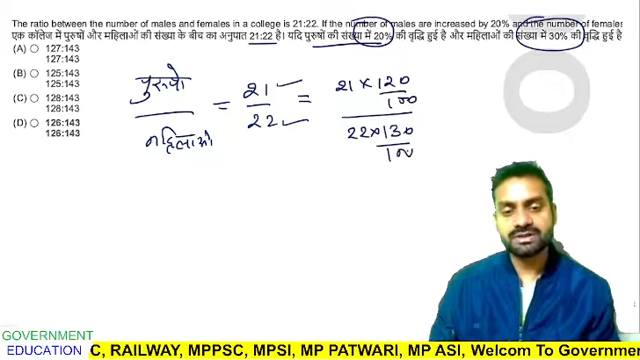 The ratio between the number of males and females in a college is 21:22. If the number of males are increased by 20% and the number of females
एक कॉलेज में पुरुषों और महिलाओं की संख्या के बीच का अनुपात 21:22 है। यदि पुरुषों की संख्या में 20% की वृद्धि हुई है और महिलाओं की संख्या में 30% की वृद्धि हुई है
(A) 127:143
127:143
(B) 125:143
125:143
(C) 128:143
128:143
(D) 126:143
126:143
पुरुषो
महिलाओ
= 21
22
= 21 × 120
100
22 × 130
100
GOVERNMENT
EDUCATION
C, RAILWAY, MPPSC, MPSI, MP PATWARI, MP ASI, Welcom To Governmen